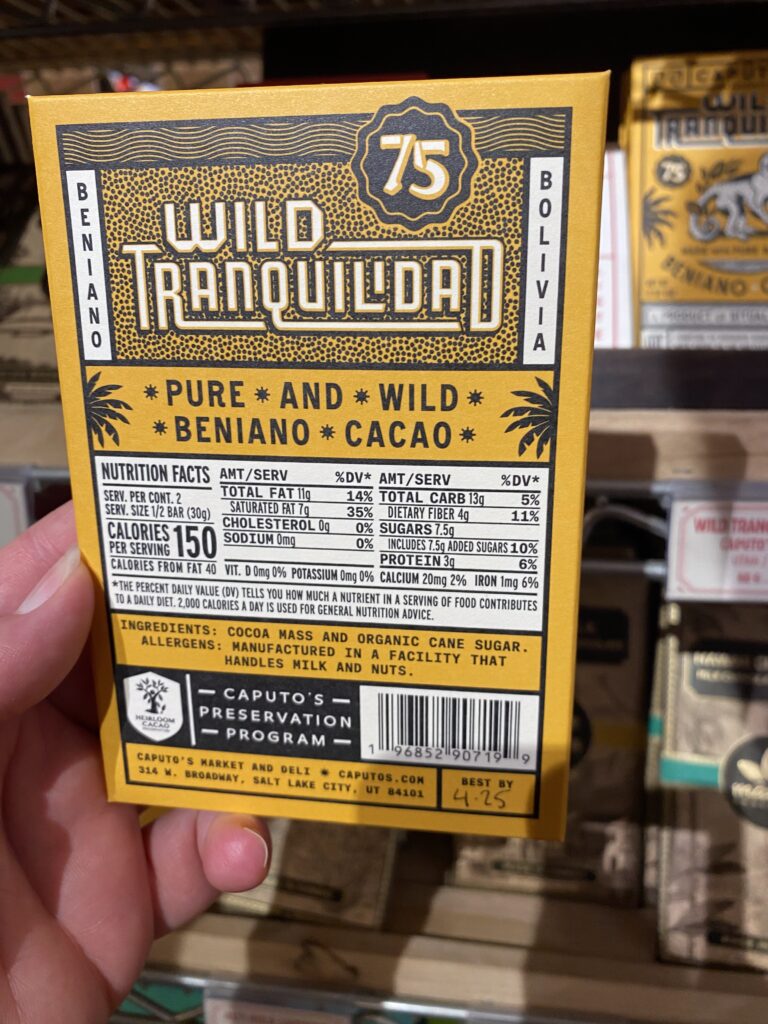 75
BENIANO
WILD
TRANQUILIDAD
BOLIVIA
* PURE * AND * WILD *
* BENIANO * CACAO *
NUTRITION FACTS
SERV. PER CONT. 2
SERV. SIZE 1/2 BAR (30g)
CALORIES PER SERVING 150
CALORIES FROM FAT 40
AMT/SERV %DV*
TOTAL FAT 11g 14%
SATURATED FAT 7g 35%
CHOLESTEROL 0g 0%
SODIUM 0mg 0%
AMT/SERV %DV*
TOTAL CARB 13g 5%
DIETARY FIBER 4g 11%
SUGARS 7.5g
INCLUDES 7.5g ADDED SUGARS 10%
PROTEIN 3g 6%
VIT. D 0mg 0% POTASSIUM 0mg 0% CALCIUM 20mg 2% IRON 1mg 6%
*THE PERCENT DAILY VALUE (DV) TELLS YOU HOW MUCH A NUTRIENT IN A SERVING OF FOOD CONTRIBUTES
TO A DAILY DIET. 2,000 CALORIES A DAY IS USED FOR GENERAL NUTRITION ADVICE.
INGREDIENTS: COCOA MASS AND ORGANIC CANE SUGAR.
ALLERGENS: MANUFACTURED IN A FACILITY THAT
HANDLES MILK AND NUTS.
HEIRLOOM
CACAO
PRESERVATION
— CAPUTO'S —
PRESERVATION
— PROGRAM —
1 96852 90719 9
CAPUTO'S MARKET AND DELI * CAPUTOS.COM
314 W. BROADWAY, SALT LAKE CITY, UT 84101
BEST BY
4.25
75
BENIANO
WILD TRAN
CAPUTO'